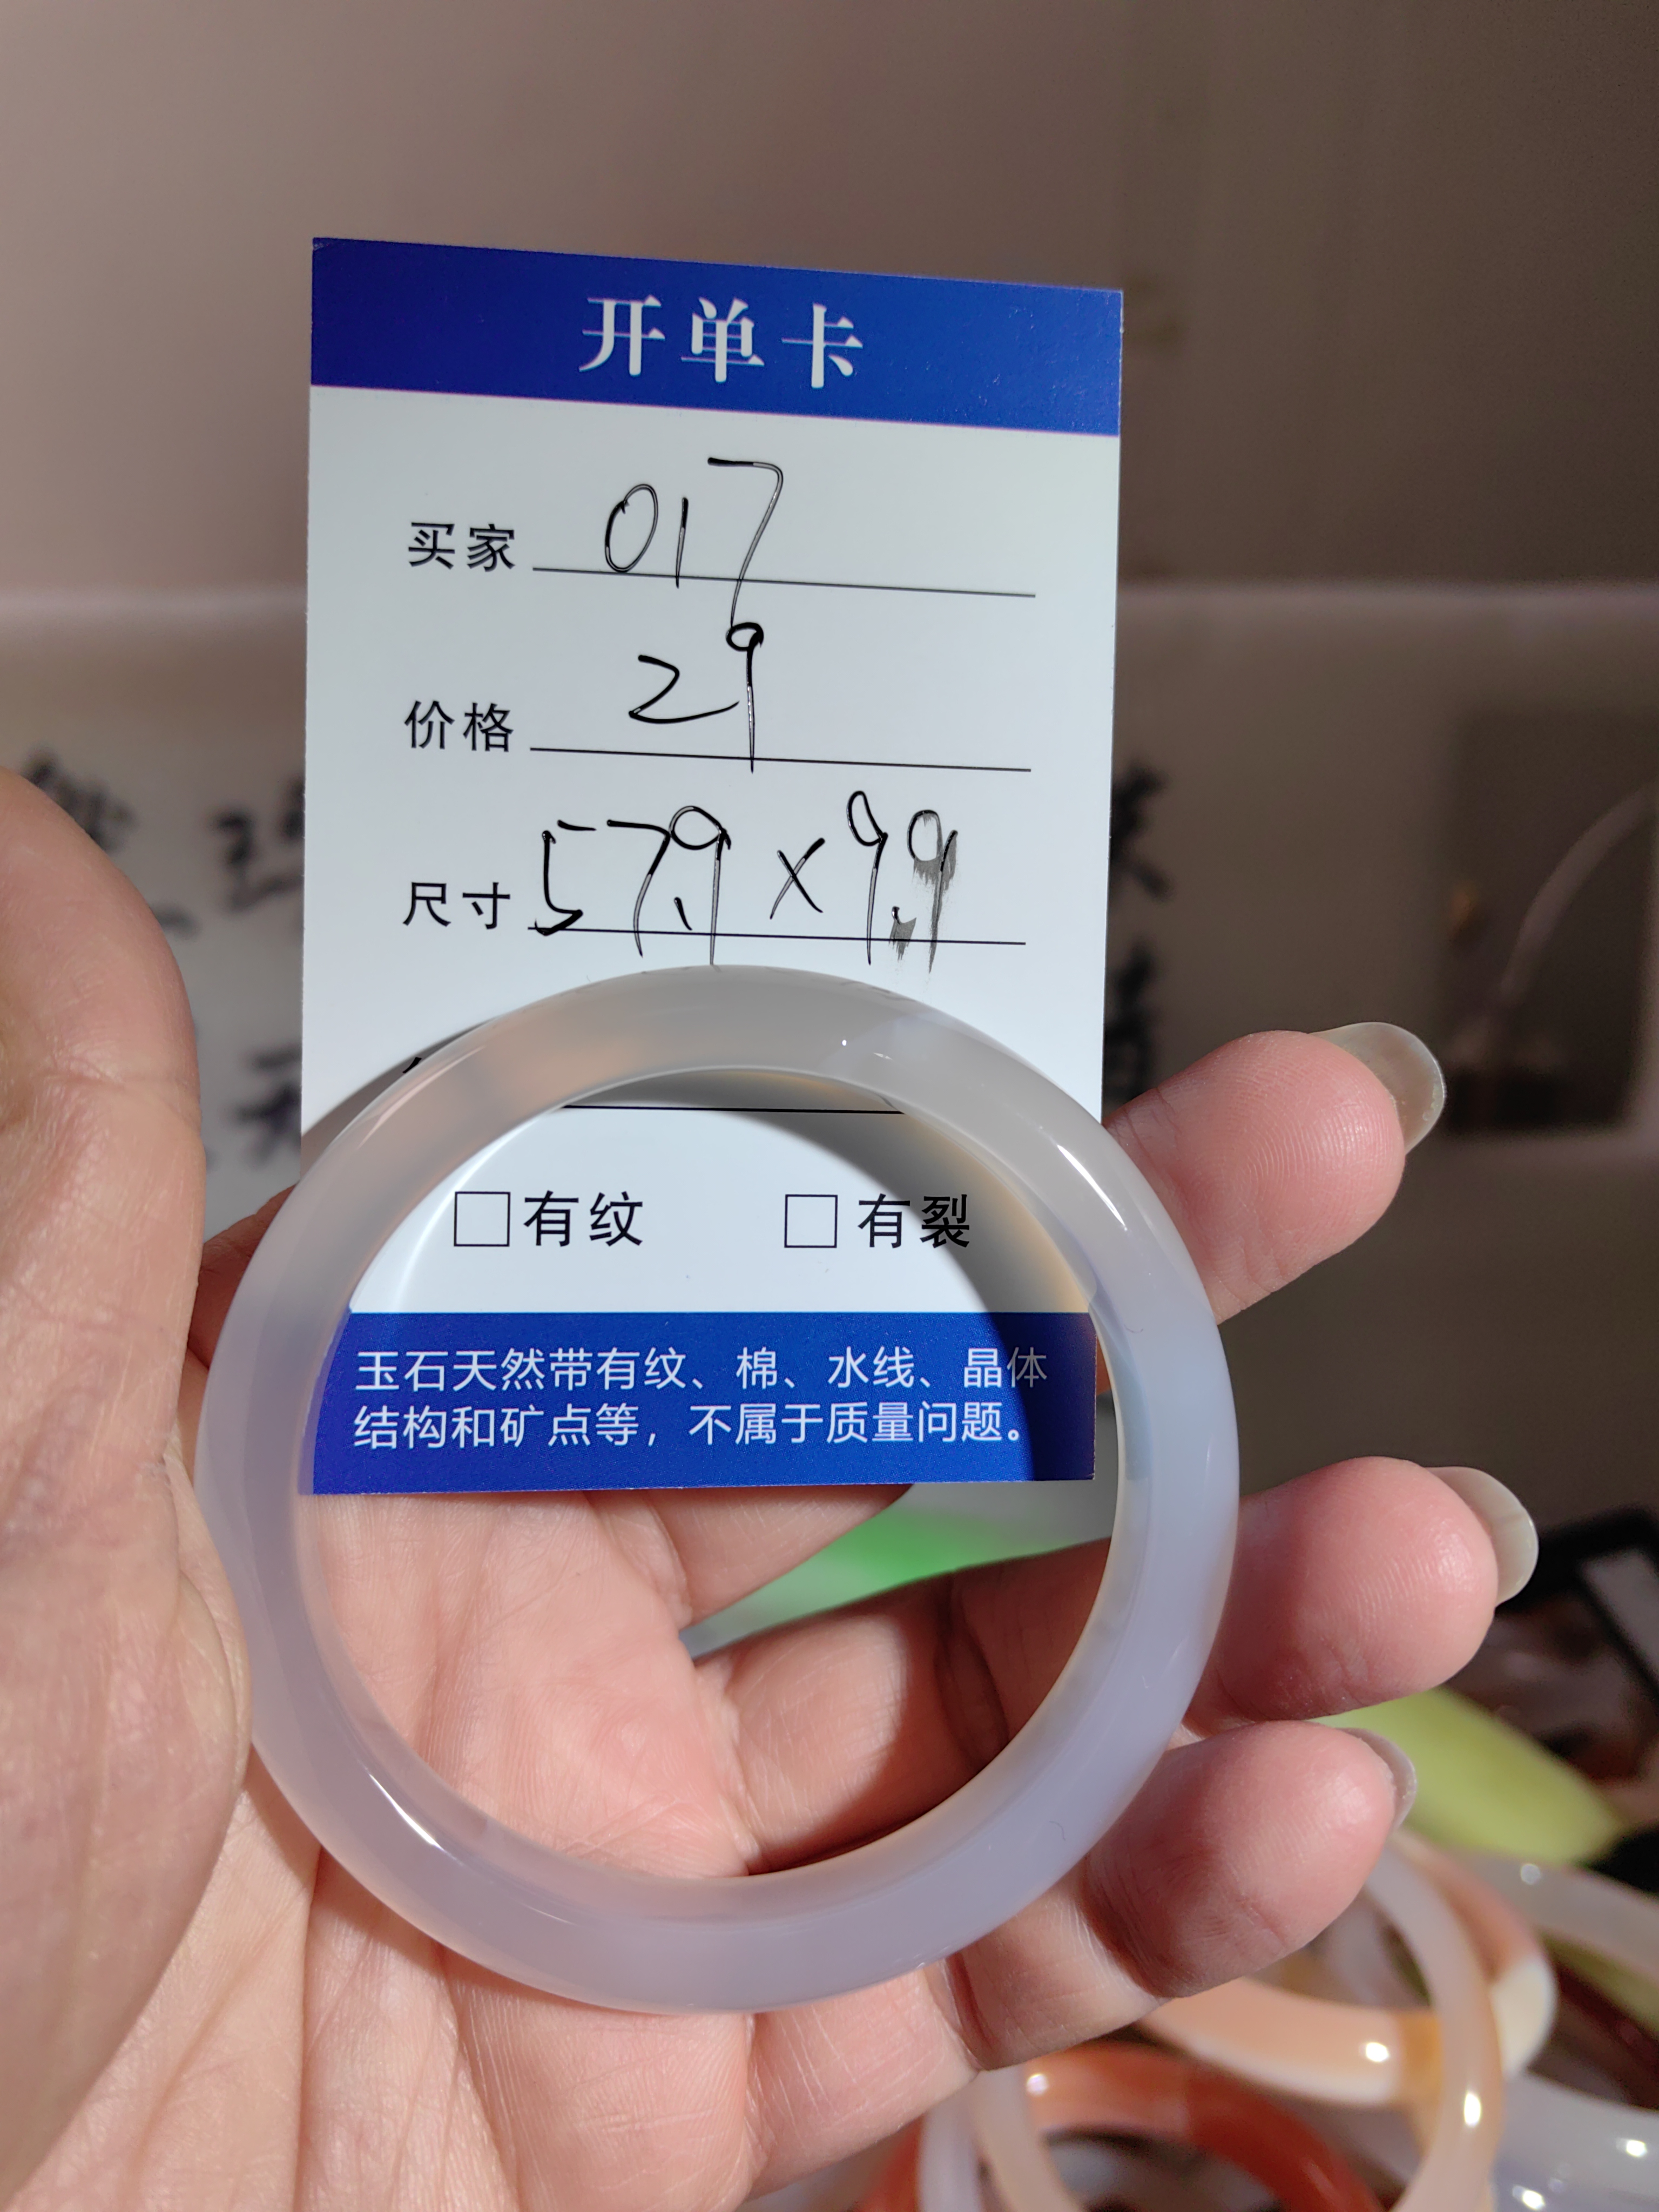 开单卡
买家 017
价格 29
尺寸 57.9×9.9
□有纹 □有裂
玉石天然带有纹、棉、水线、晶体
结构和矿点等，不属于质量问题。